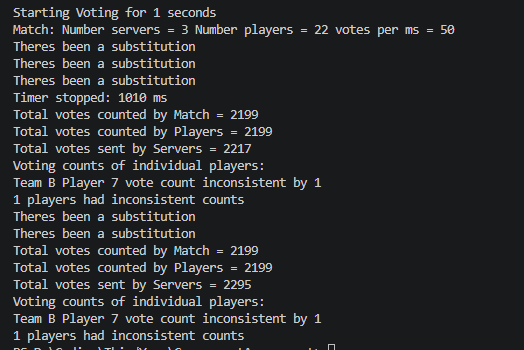 Starting Voting for 1 seconds
Match: Number servers = 3 Number players = 22 votes per ms = 50
Theres been a substitution
Theres been a substitution
Theres been a substitution
Timer stopped: 1010 ms
Total votes counted by Match = 2199
Total votes counted by Players = 2199
Total votes sent by Servers = 2217
Voting counts of individual players:
Team B Player 7 vote count inconsistent by 1
1 players had inconsistent counts
Theres been a substitution
Theres been a substitution
Total votes counted by Match = 2199
Total votes counted by Players = 2199
Total votes sent by Servers = 2295
Voting counts of individual players:
Team B Player 7 vote count inconsistent by 1
1 players had inconsistent counts